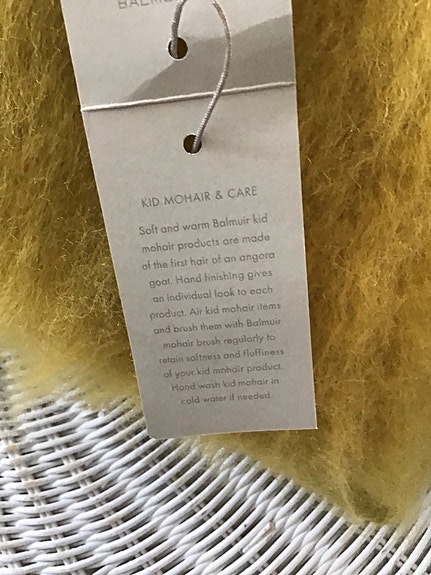 BALMU
KID MOHAIR & CARE
Soft and warm Balmuir kid
mohair products are made
of the first hair of an angora
goat. Hand finishing gives
an individual look to each
product. Air kid mohair items
and brush them with Balmuir
mohair brush regularly to
retain softness and fluffiness
of your kid mohair product.
Hand wash kid mohair in
cold water if needed.